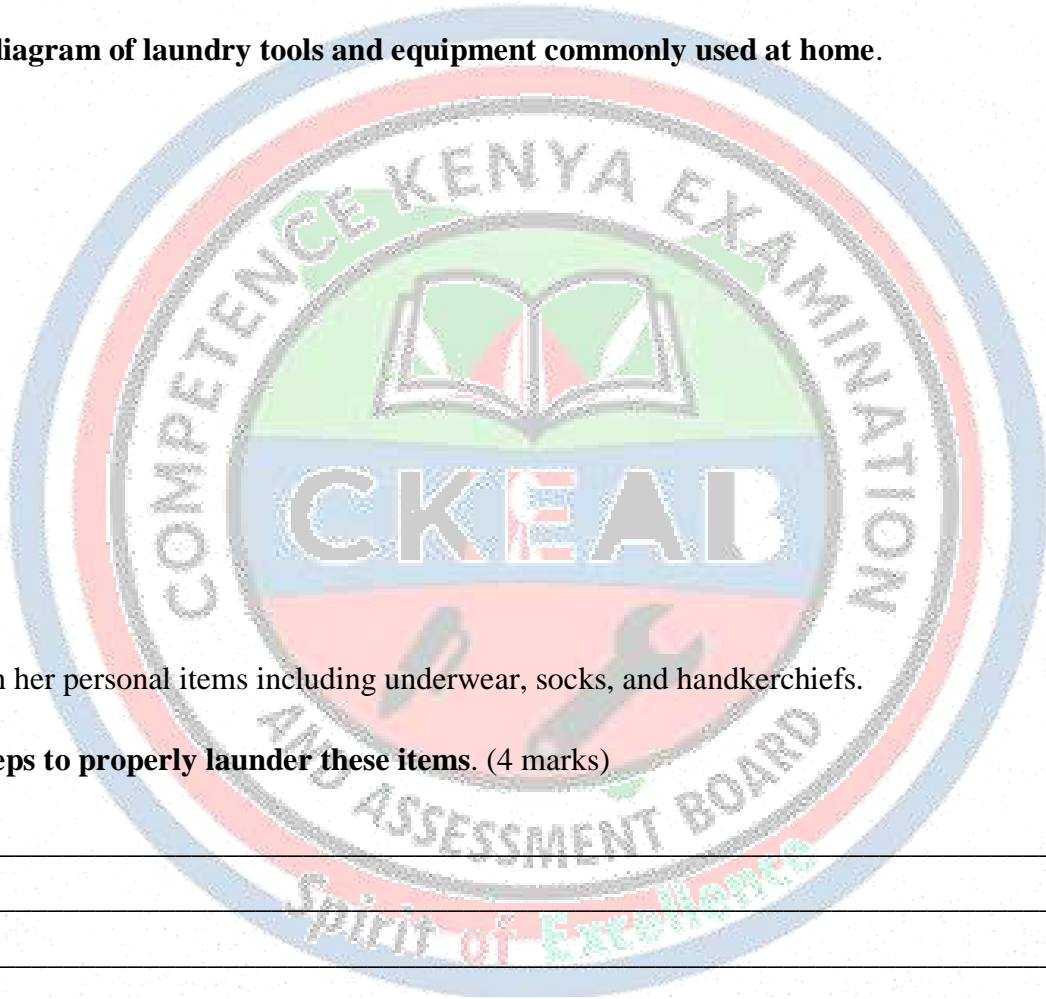 diagram of laundry tools and equipment commonly used at home.
COMPETENCE KENYA EXAMINATION
CKEAB
her personal items including underwear, socks, and handkerchiefs.
to properly launder these items. (4 marks)
AND ASSESSMENT BOARD
Spirit of Excellence